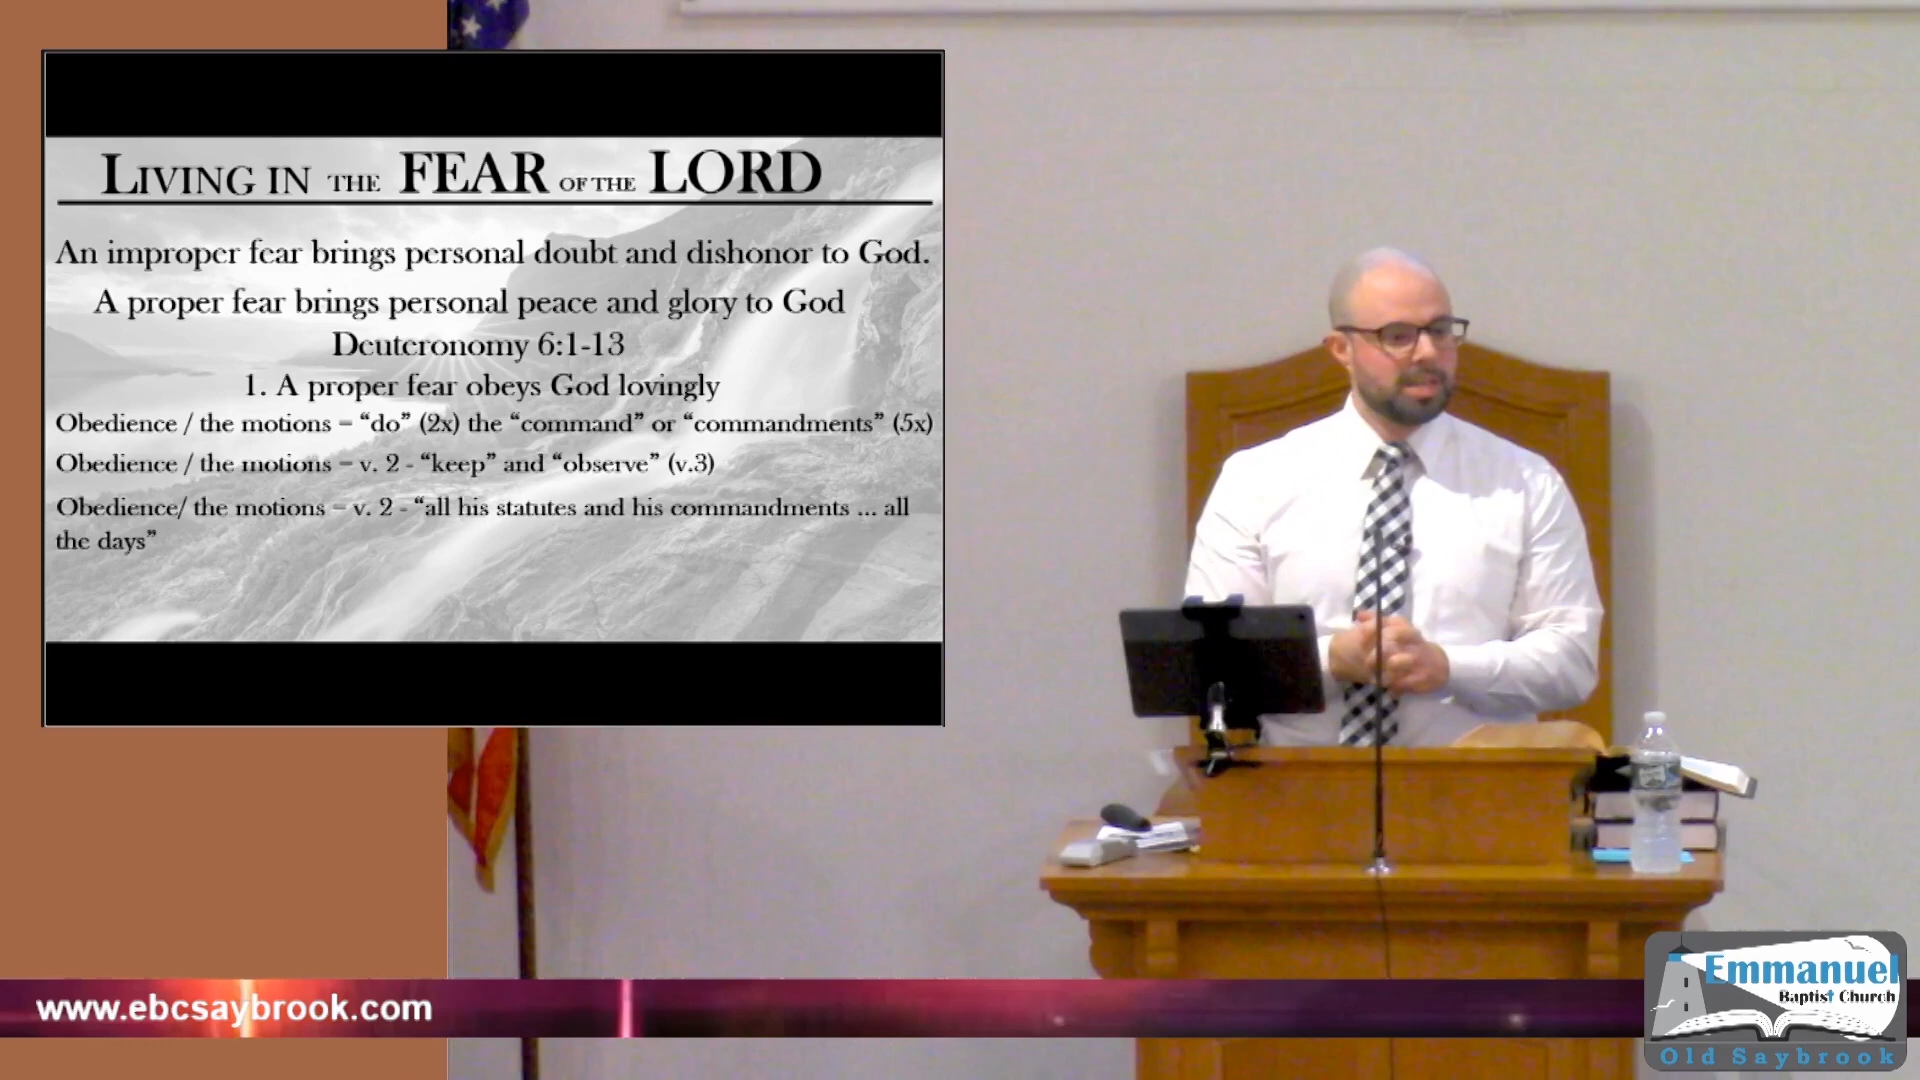 LIVING IN THE FEAR OF THE LORD
An improper fear brings personal doubt and dishonor to God.
A proper fear brings personal peace and glory to God
Deuteronomy 6:1-13
1. A proper fear obeys God lovingly
Obedience / the motions – “do” (2x) the “command” or “commandments” (5x)
Obedience / the motions – v. 2 - “keep” and “observe” (v.3)
Obedience/ the motions – v. 2 - “all his statutes and his commandments ... all
the days”
www.ebcsaybrook.com
Emmanuel
Baptist Church
Old Saybrook